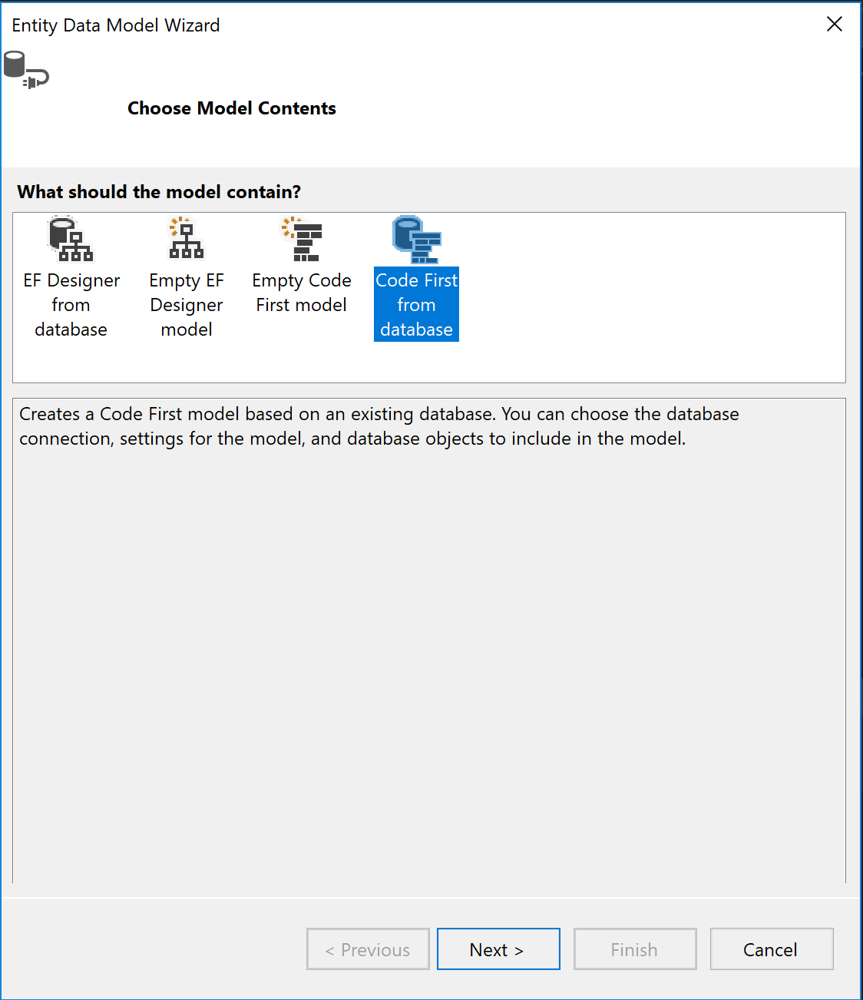 Entity Data Model Wizard
Choose Model Contents
What should the model contain?
EF Designer
from
database
Empty EF
Designer
model
Empty Code
First model
Code First
from
database
Creates a Code First model based on an existing database. You can choose the database
connection, settings for the model, and database objects to include in the model.
< Previous
Next >
Finish
Cancel